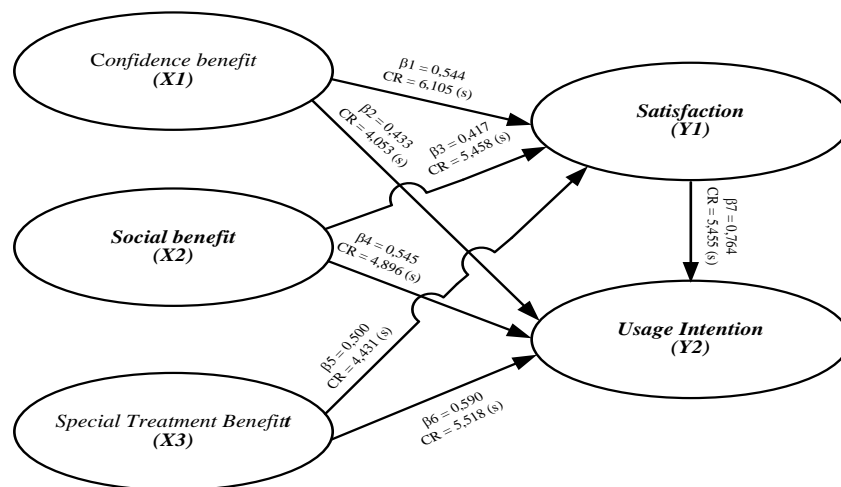 Confidence benefit
(X1)
β1 = 0,544
CR = 6,105 (s)
Satisfaction
(Y1)
β2 = 0,433
CR = 4,053 (s)
β3 = 0,417
CR = 5,458 (s)
β7 = 0,764
CR = 5,455 (s)
Social benefit
(X2)
β4 = 0,545
CR = 4,896 (s)
Usage Intention
(Y2)
β5 = 0,500
CR = 4,431 (s)
Special Treatment Benefit
(X3)
β6 = 0,590
CR = 5,518 (s)